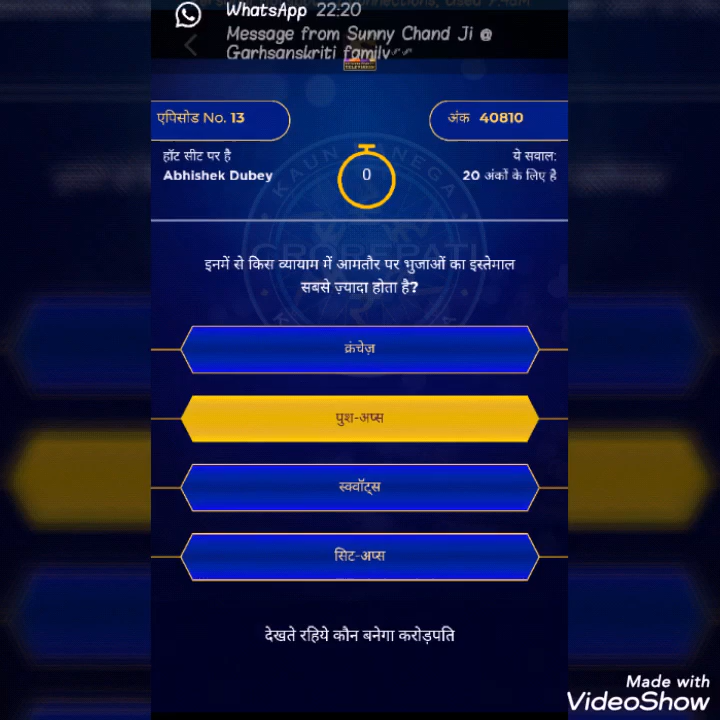 WhatsApp 22:20
Message from Sunny Chand Ji @
Garhsanskriti family
एपिसोड No. 13
अंक 40810
हॉट सीट पर है
Abhishek Dubey
0
ये सवाल:
20 अंकों के लिए है
इनमें से किस व्यायाम में आमतौर पर भुजाओं का इस्तेमाल
सबसे ज़्यादा होता है?
क्रंचेज़
पुश-अप्स
स्क्वॉट्स
सिट-अप्स
देखते रहिये कौन बनेगा करोड़पति
Made with
VideoShow